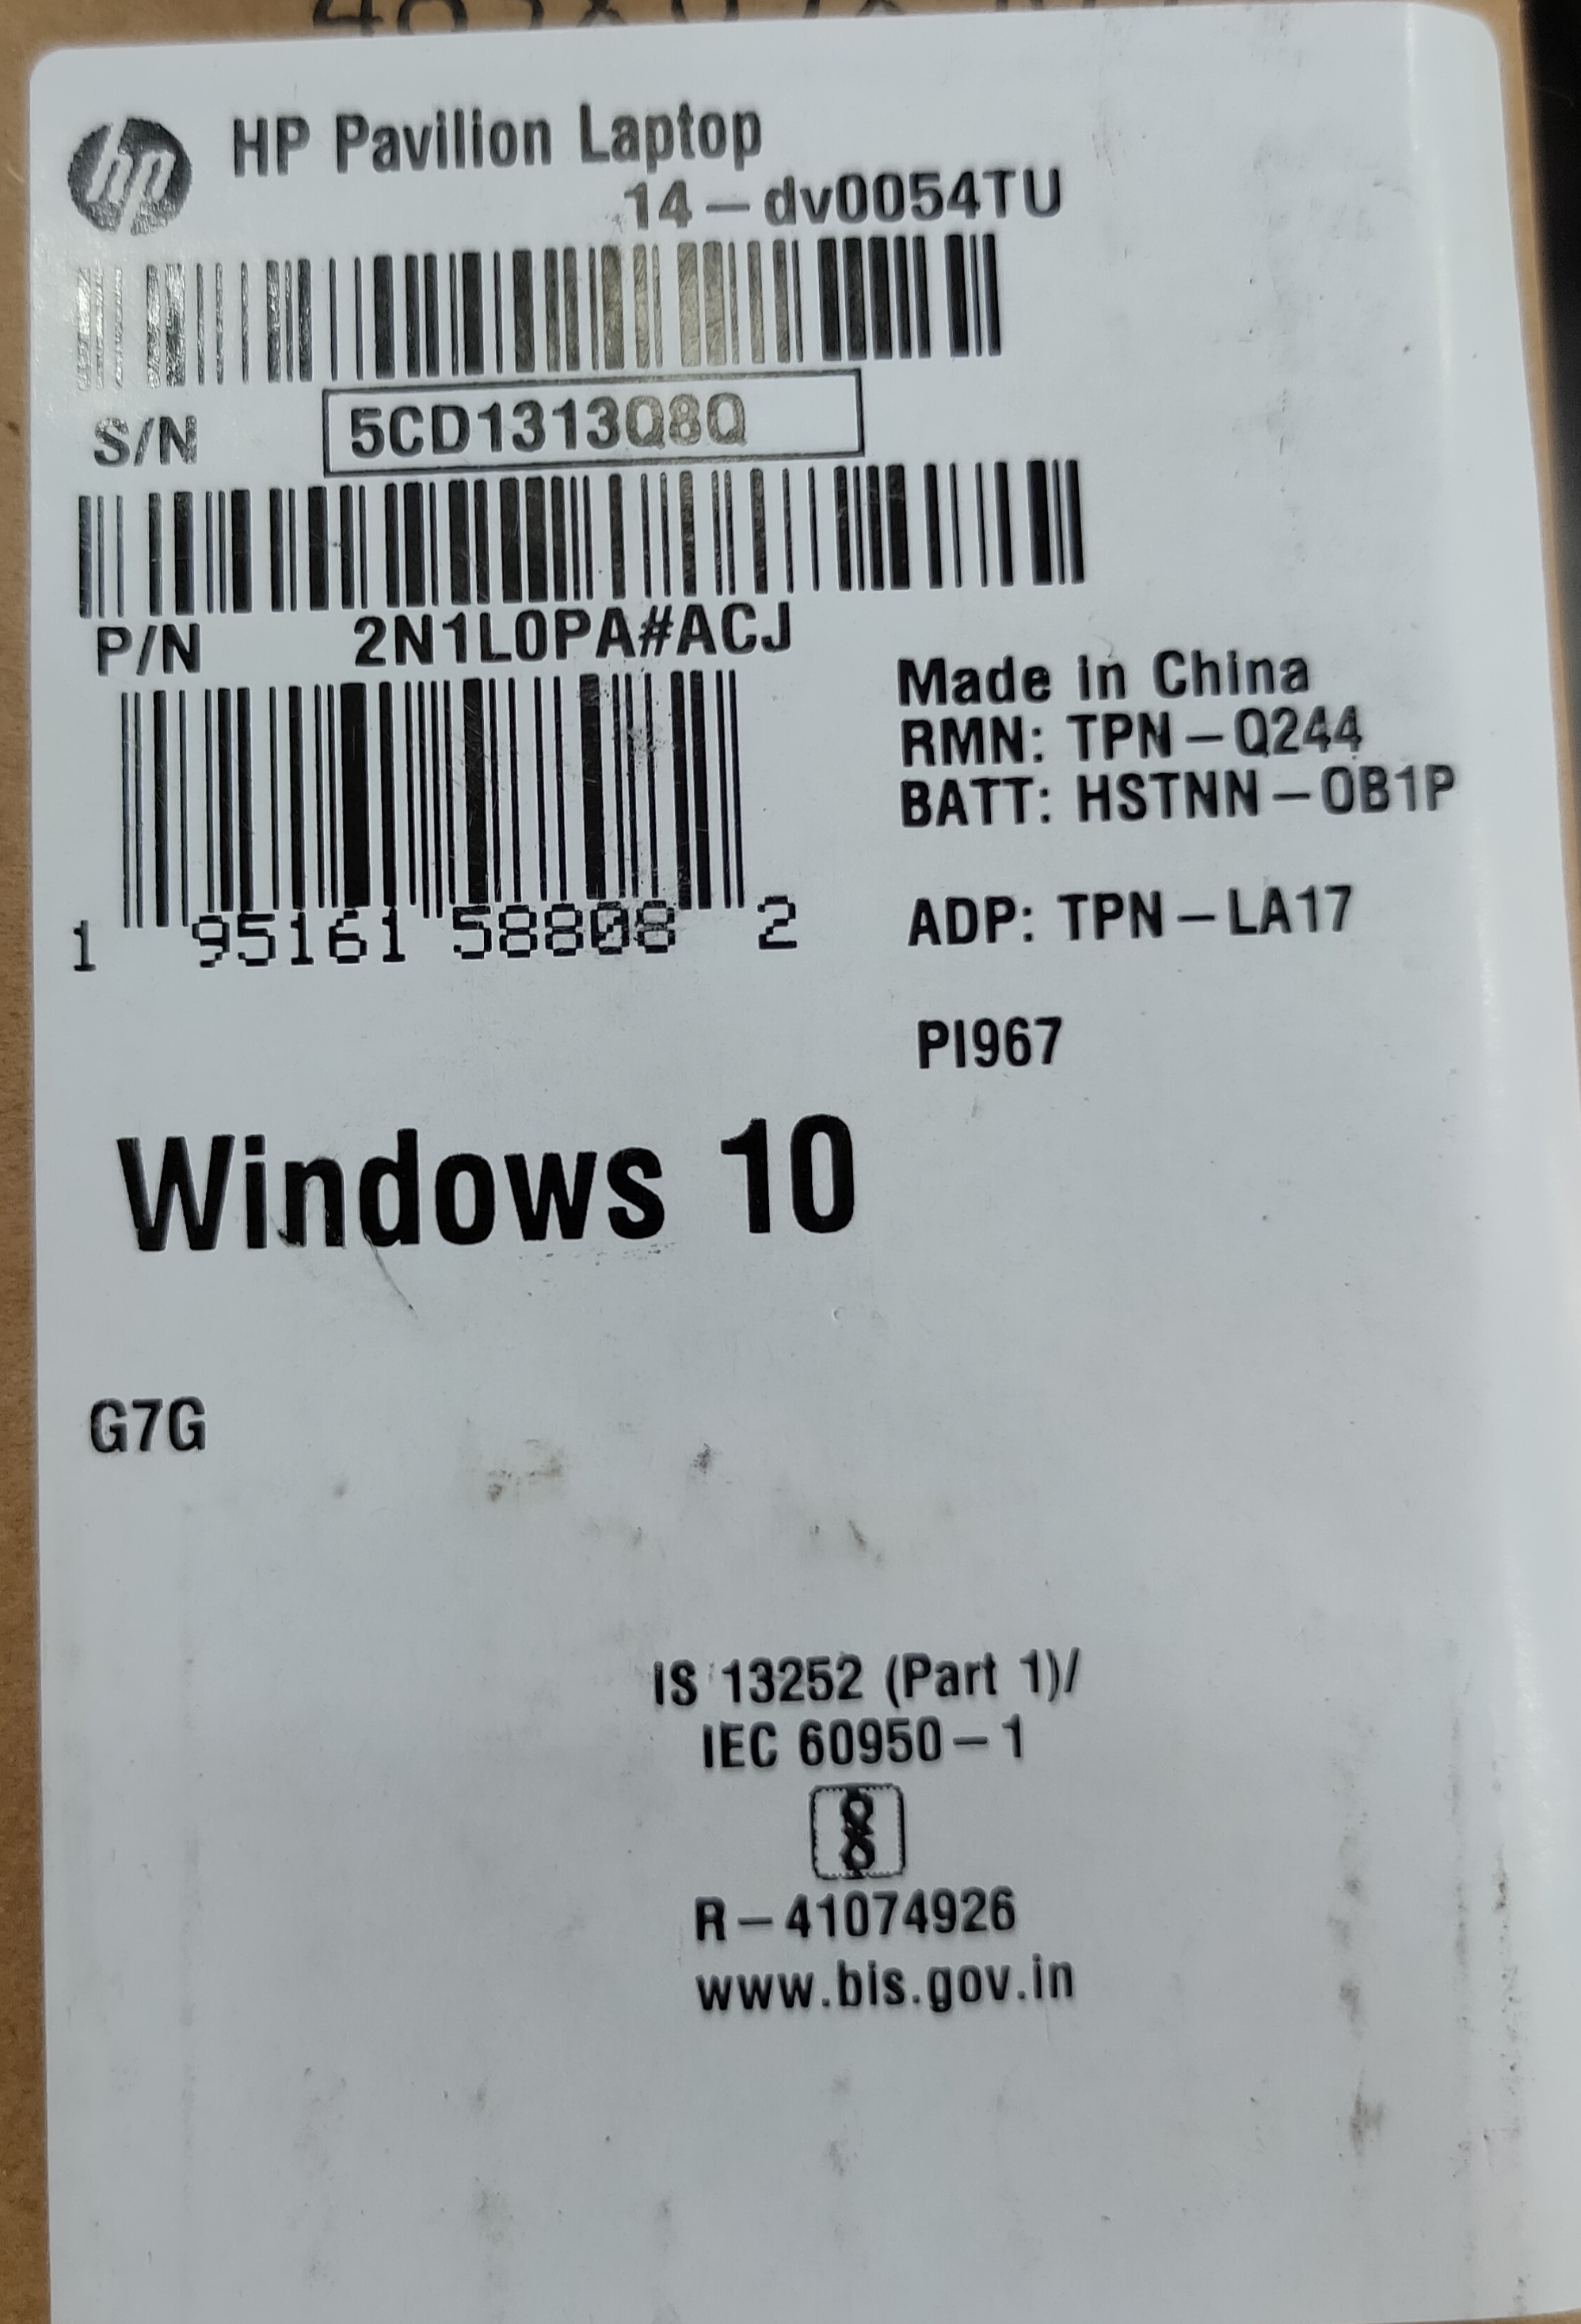 hp HP Pavilion Laptop
14-dv0054TU
S/N 5CD1313Q8Q
P/N 2N1L0PA#ACJ
Made in China
RMN: TPN-Q244
BATT: HSTNN-OB1P
1 95161 58808 2
ADP: TPN-LA17
PI967
Windows 10
G7G
IS 13252 (Part 1)/
IEC 60950-1
R-41074926
www.bis.gov.in